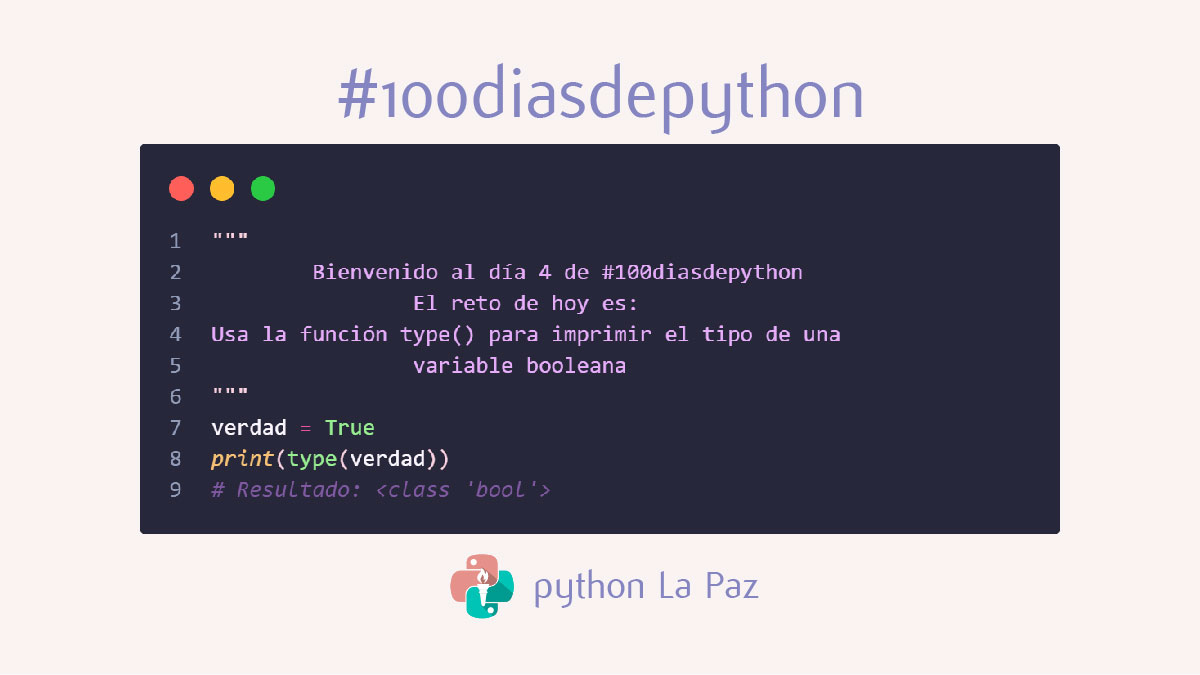 #100diasdepython
1 """
2 Bienvenido al día 4 de #100diasdepython
3 El reto de hoy es:
4 Usa la función type() para imprimir el tipo de una
5 variable booleana
6 """
7 verdad = True
8 print(type(verdad))
9 # Resultado: <class 'bool'>
python La Paz